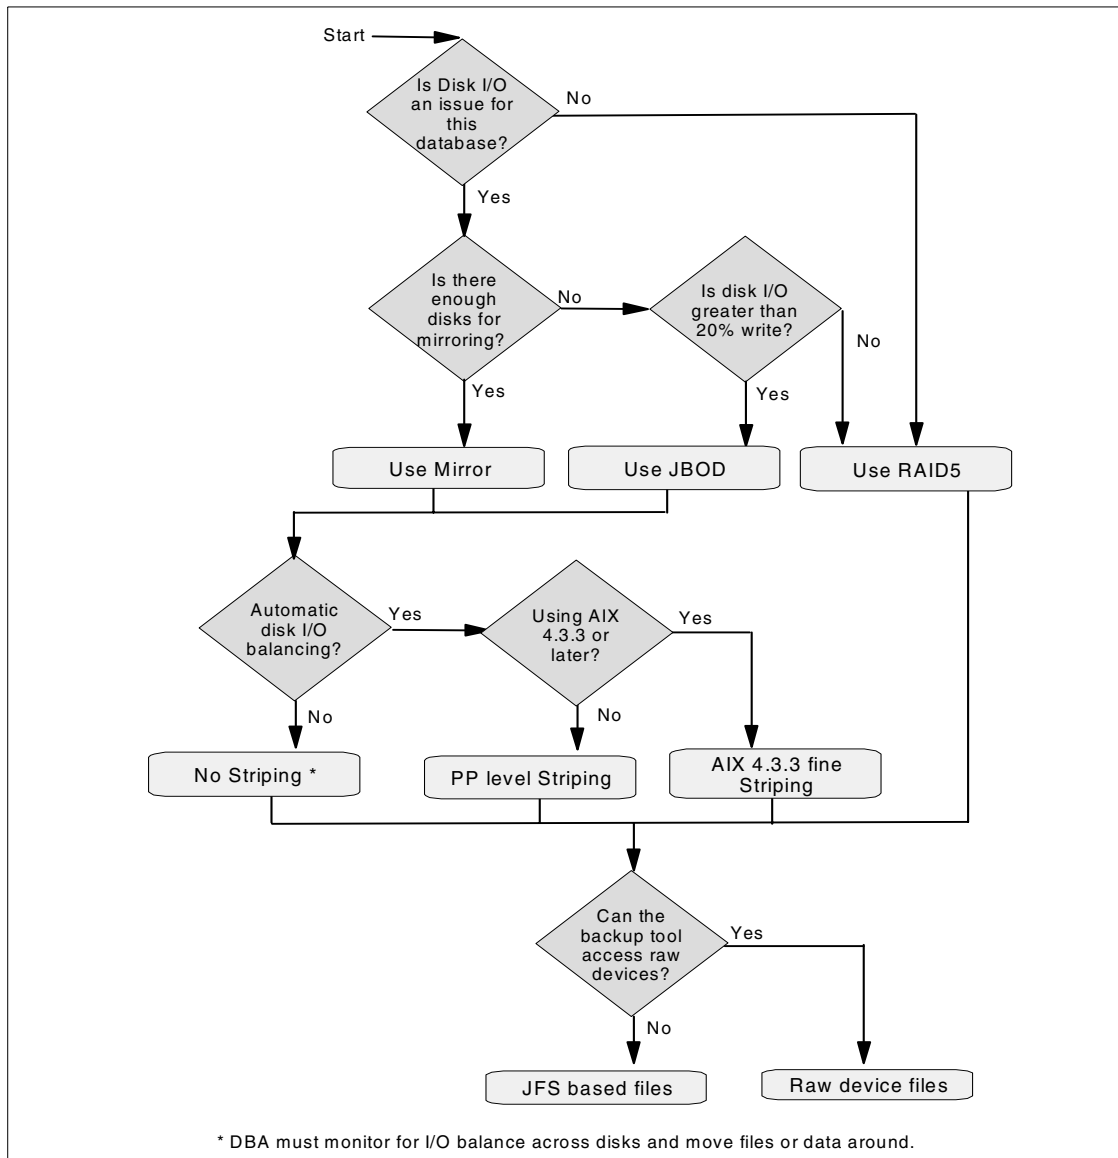 Start
Is Disk I/O
an issue for
this
database?
No
Yes
Is there
enough
disks for
mirroring?
No
Is disk I/O
greater than
20% write?
No
Yes
Yes
Use Mirror
Use JBOD
Use RAID5
Automatic
disk I/O
balancing?
Yes
Using AIX
4.3.3 or
later?
Yes
No
No
No Striping *
PP level Striping
AIX 4.3.3 fine
Striping
Can the
backup tool
access raw
devices?
Yes
No
JFS based files
Raw device files
* DBA must monitor for I/O balance across disks and move files or data around.